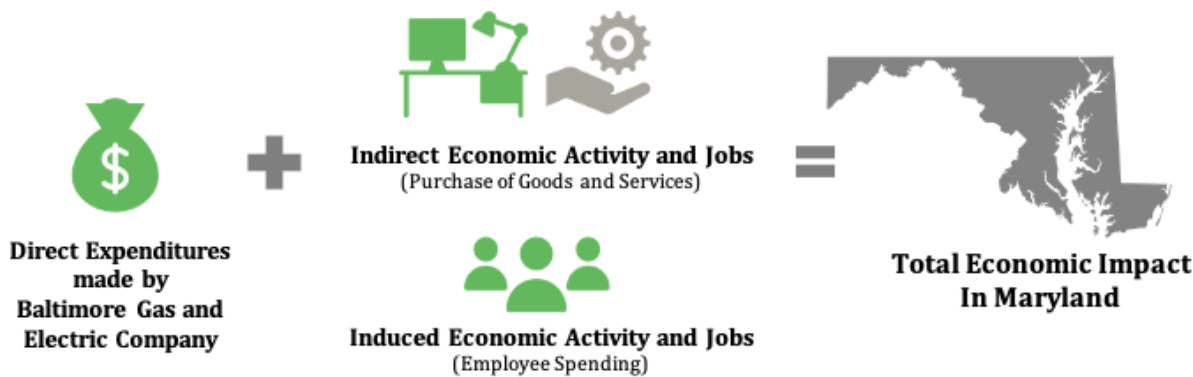 $
Direct Expenditures
made by
Baltimore Gas and
Electric Company
Indirect Economic Activity and Jobs
(Purchase of Goods and Services)
Induced Economic Activity and Jobs
(Employee Spending)
Total Economic Impact
In Maryland